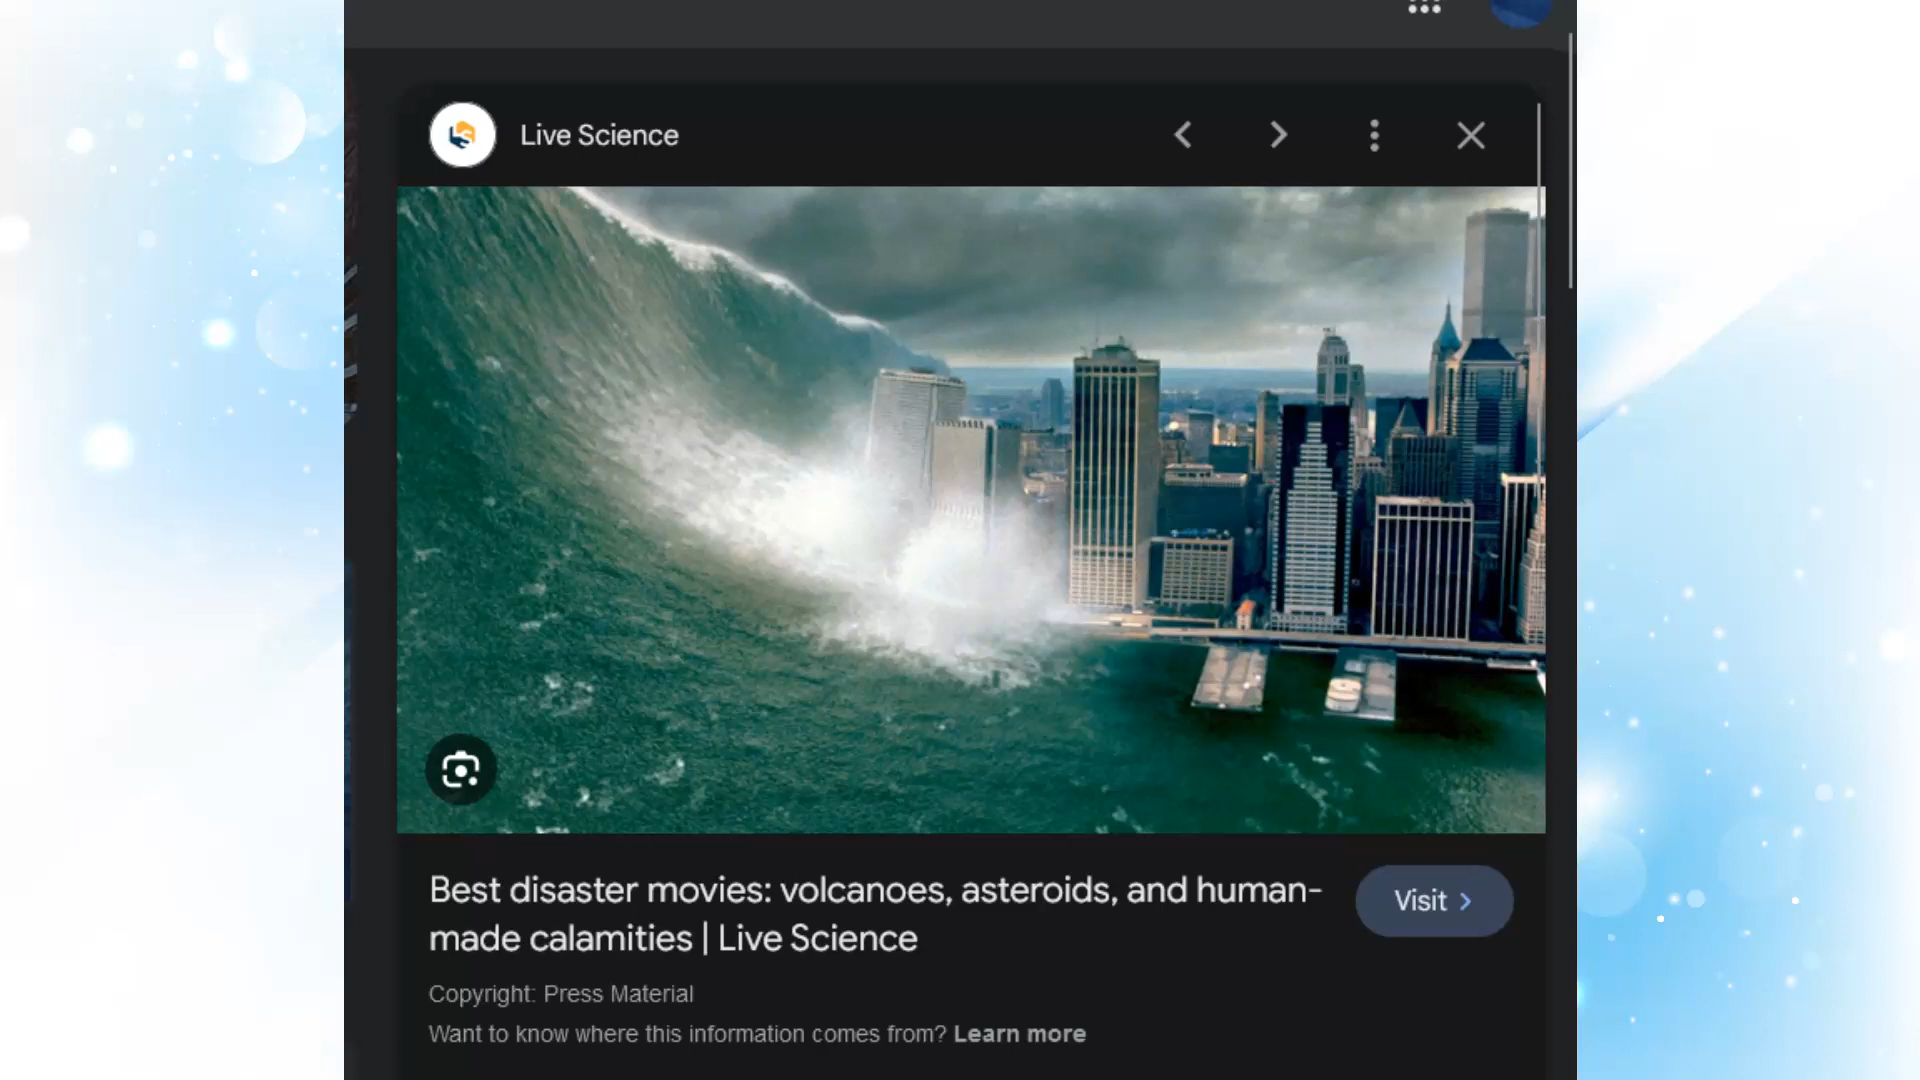 Live Science
Best disaster movies: volcanoes, asteroids, and human-
made calamities | Live Science
Visit
Copyright: Press Material
Want to know where this information comes from? Learn more